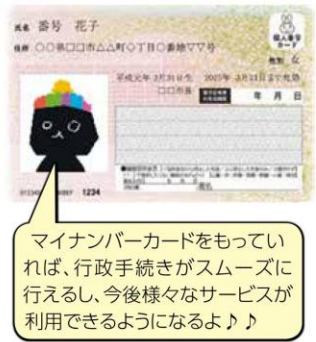 氏名 番号 花子
住所 ○○県□□市△△町◇丁目○番地▽▽号
個人番号
カード
性別 女
平成元年 3月31日生
2025年 3月31日まで有効
□□市長
年 月 日
1234
マイナンバーカードをもってい
れば、行政手続きがスムーズに
行えるし、今後様々なサービスが
利用できるようになるよ♪♪